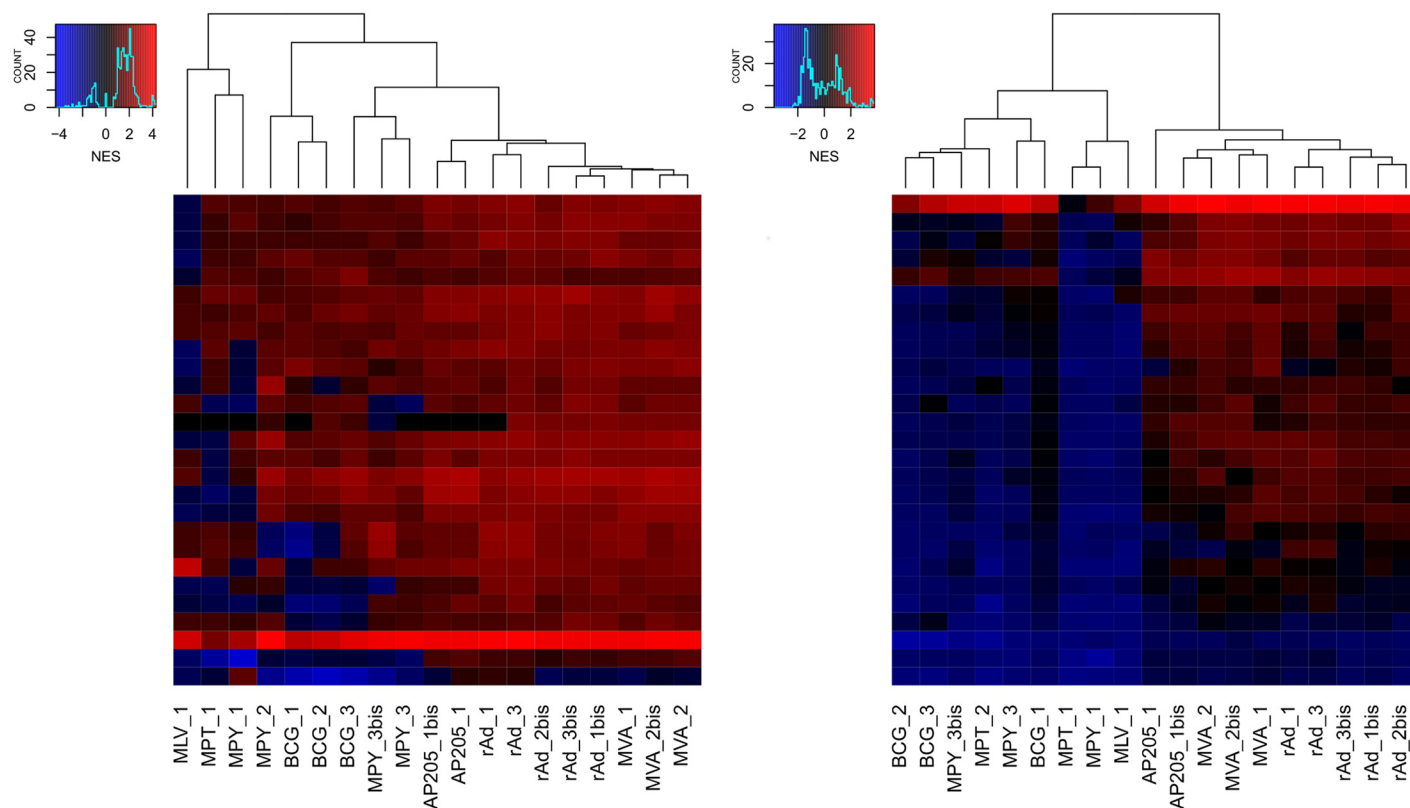 COUNT
40
20
0
−4
0
2
4
NES
COUNT
20
0
−2
0
2
NES
MLV_1
MPT_1
MPY_1
MPY_2
BCG_1
BCG_2
BCG_3
MPY_3bis
MPY_3
AP205_1bis
AP205_1
rAd_1
rAd_3
rAd_2bis
rAd_3bis
rAd_1bis
MVA_1
MVA_2bis
MVA_2
BCG_2
BCG_3
MPY_3bis
MPT_2
MPY_3
BCG_1
MPT_1
MPY_1
MLV_1
AP205_1
AP205_1bis
MVA_2
MVA_2bis
MVA_1
rAd_1
rAd_3
rAd_3bis
rAd_1bis
rAd_2bis